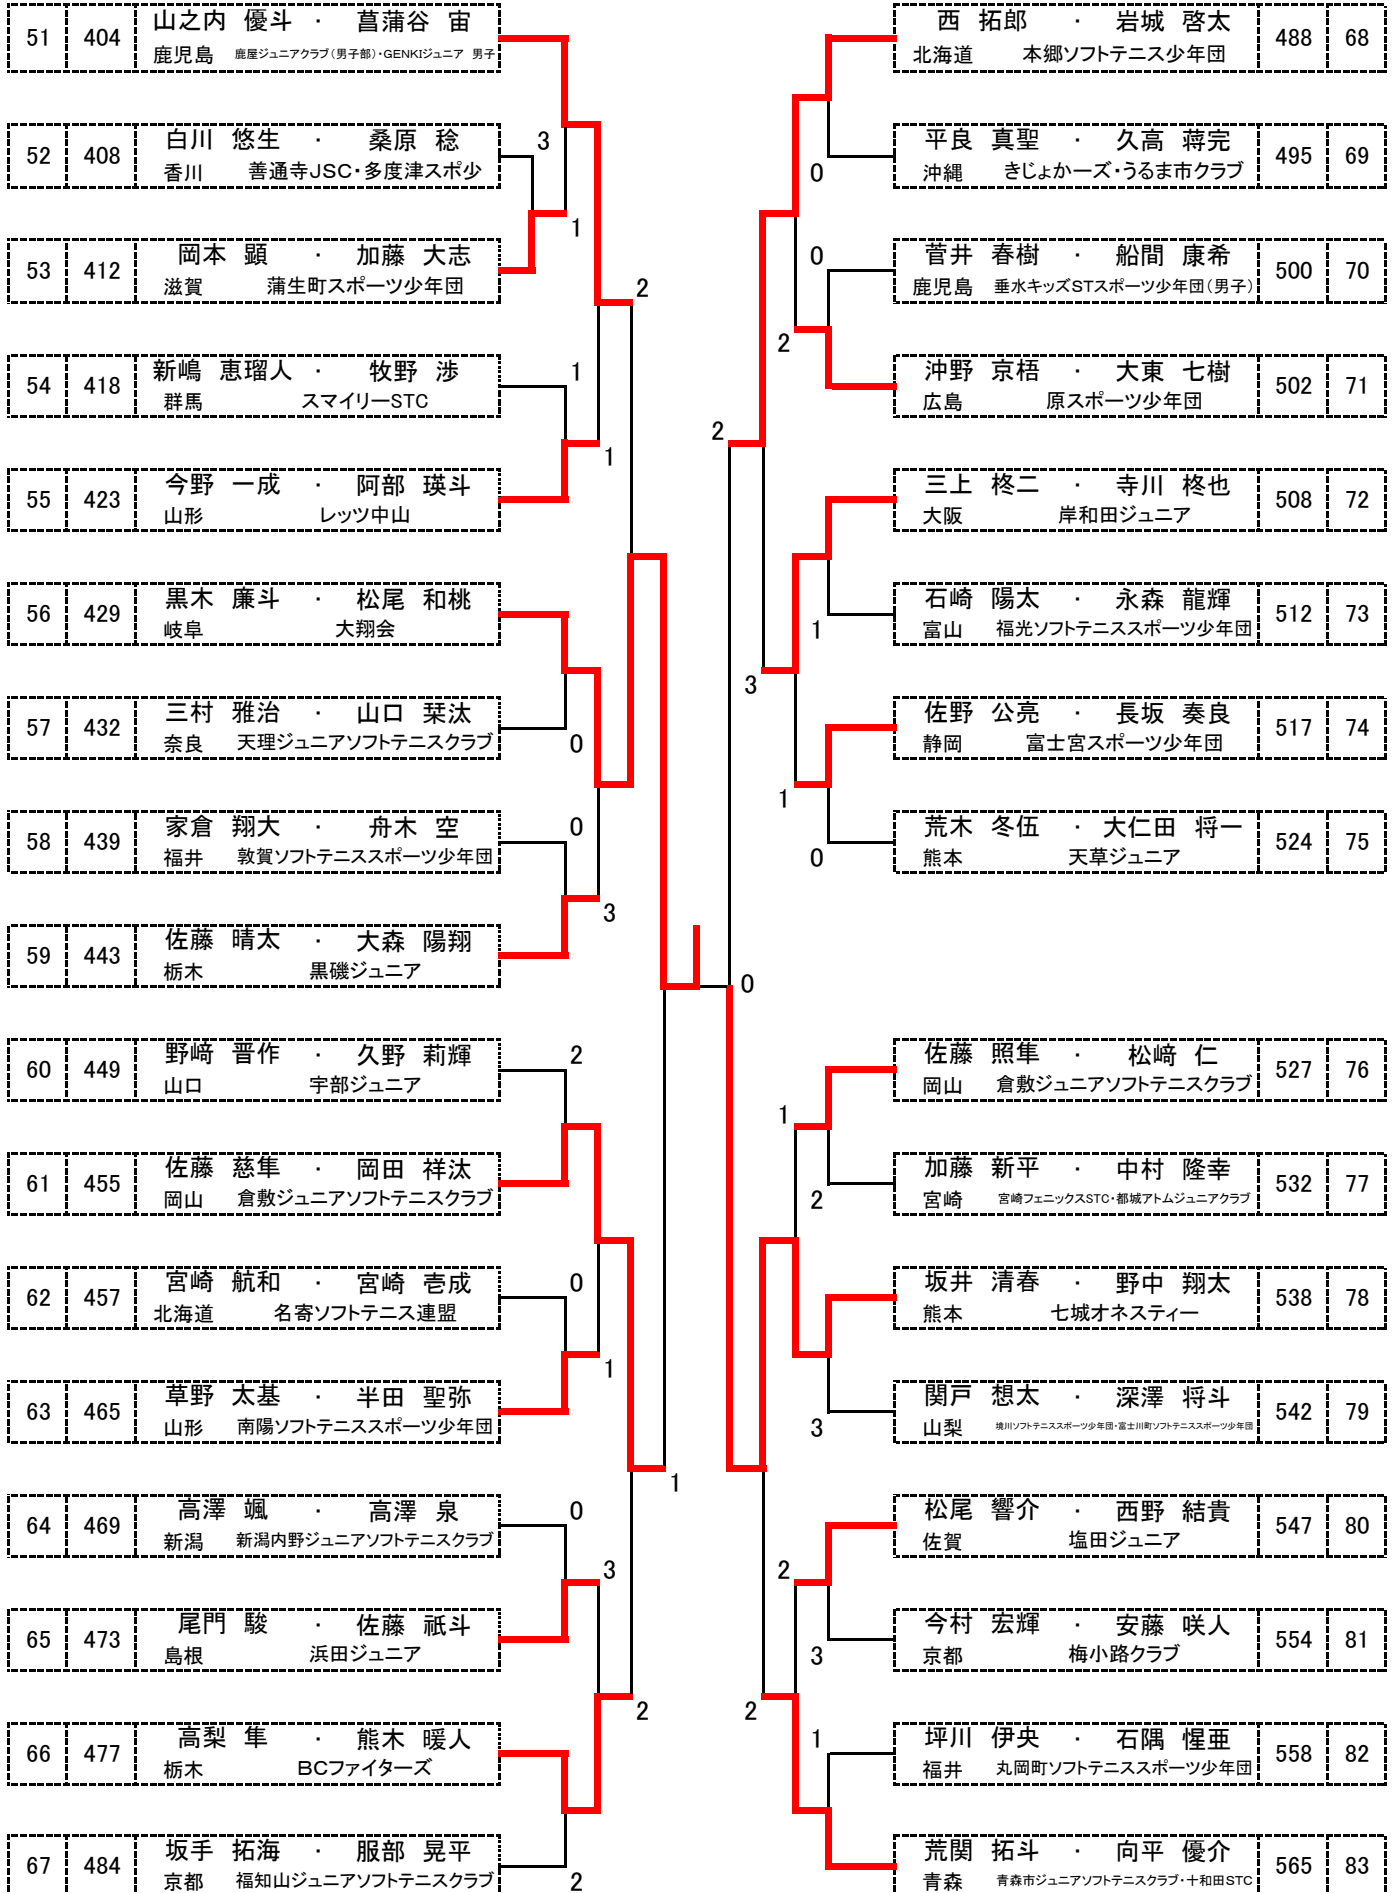 51 404 山之内 優斗 ・ 菖蒲谷 宙
鹿児島 鹿屋ジュニアクラブ(男子部)・GENKIジュニア 男子
52 408 白川 悠生 ・ 桑原 稔
香川 善通寺JSC・多度津スポ少
53 412 岡本 顕 ・ 加藤 大志
滋賀 蒲生町スポーツ少年団
54 418 新嶋 恵瑠人 ・ 牧野 渉
群馬 スマイリーSTC
55 423 今野 一成 ・ 阿部 瑛斗
山形 レッツ中山
56 429 黒木 廉斗 ・ 松尾 和桃
岐阜 大翔会
57 432 三村 雅治 ・ 山口 栞汰
奈良 天理ジュニアソフトテニスクラブ
58 439 家倉 翔大 ・ 舟木 空
福井 敦賀ソフトテニススポーツ少年団
59 443 佐藤 晴太 ・ 大森 陽翔
栃木 黒磯ジュニア
60 449 野﨑 晋作 ・ 久野 莉輝
山口 宇部ジュニア
61 455 佐藤 慈隼 ・ 岡田 祥汰
岡山 倉敷ジュニアソフトテニスクラブ
62 457 宮崎 航和 ・ 宮崎 壱成
北海道 名寄ソフトテニス連盟
63 465 草野 太基 ・ 半田 聖弥
山形 南陽ソフトテニススポーツ少年団
64 469 高澤 颯 ・ 高澤 泉
新潟 新潟内野ジュニアソフトテニスクラブ
65 473 尾門 駿 ・ 佐藤 祇斗
島根 浜田ジュニア
66 477 高梨 隼 ・ 熊木 暖人
栃木 BCファイターズ
67 484 坂手 拓海 ・ 服部 晃平
京都 福知山ジュニアソフトテニスクラブ
3
1
1
1
2
0
0
3
2
0
1
0
3
2
2
1
0
西 拓郎 ・ 岩城 啓太 488 68
北海道 本郷ソフトテニス少年団
平良 真聖 ・ 久高 蒋完 495 69
沖縄 きじょかーズ・うるま市クラブ
菅井 春樹 ・ 船間 康希 500 70
鹿児島 垂水キッズSTスポーツ少年団(男子)
沖野 京梧 ・ 大東 七樹 502 71
広島 原スポーツ少年団
三上 柊二 ・ 寺川 柊也 508 72
大阪 岸和田ジュニア
石崎 陽太 ・ 永森 龍輝 512 73
富山 福光ソフトテニススポーツ少年団
佐野 公亮 ・ 長坂 奏良 517 74
静岡 富士宮スポーツ少年団
荒木 冬伍 ・ 大仁田 将一 524 75
熊本 天草ジュニア
佐藤 照隼 ・ 松﨑 仁 527 76
岡山 倉敷ジュニアソフトテニスクラブ
加藤 新平 ・ 中村 隆幸 532 77
宮崎 宮崎フェニックスSTC・都城アトムジュニアクラブ
坂井 清春 ・ 野中 翔太 538 78
熊本 七城オネスティー
関戸 想太 ・ 深澤 将斗 542 79
山梨 境川ソフトテニススポーツ少年団・富士川町ソフトテニススポーツ少年団
松尾 響介 ・ 西野 結貴 547 80
佐賀 塩田ジュニア
今村 宏輝 ・ 安藤 咲人 554 81
京都 梅小路クラブ
坪川 伊央 ・ 石隅 惺亜 558 82
福井 丸岡町ソフトテニススポーツ少年団
荒関 拓斗 ・ 向平 優介 565 83
青森 青森市ジュニアソフトテニスクラブ・十和田STC
0
0
2
2
1
3
1
0
1
2
3
2
3
2
1